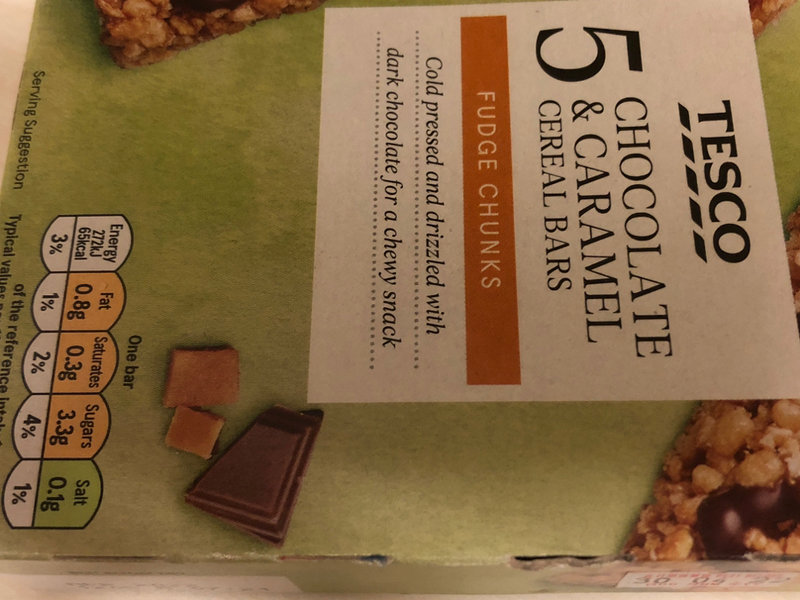 TESCO
5
CHOCOLATE
& CARAMEL
CEREAL BARS
FUDGE CHUNKS
Cold pressed and drizzled with
dark chocolate for a chewy snack
Serving Suggestion
One bar
Energy
272kJ
65kcal
3%
Fat
0.8g
1%
Saturates
0.3g
2%
Sugars
3.3g
4%
Salt
0.1g
1%
of the reference
Typical values